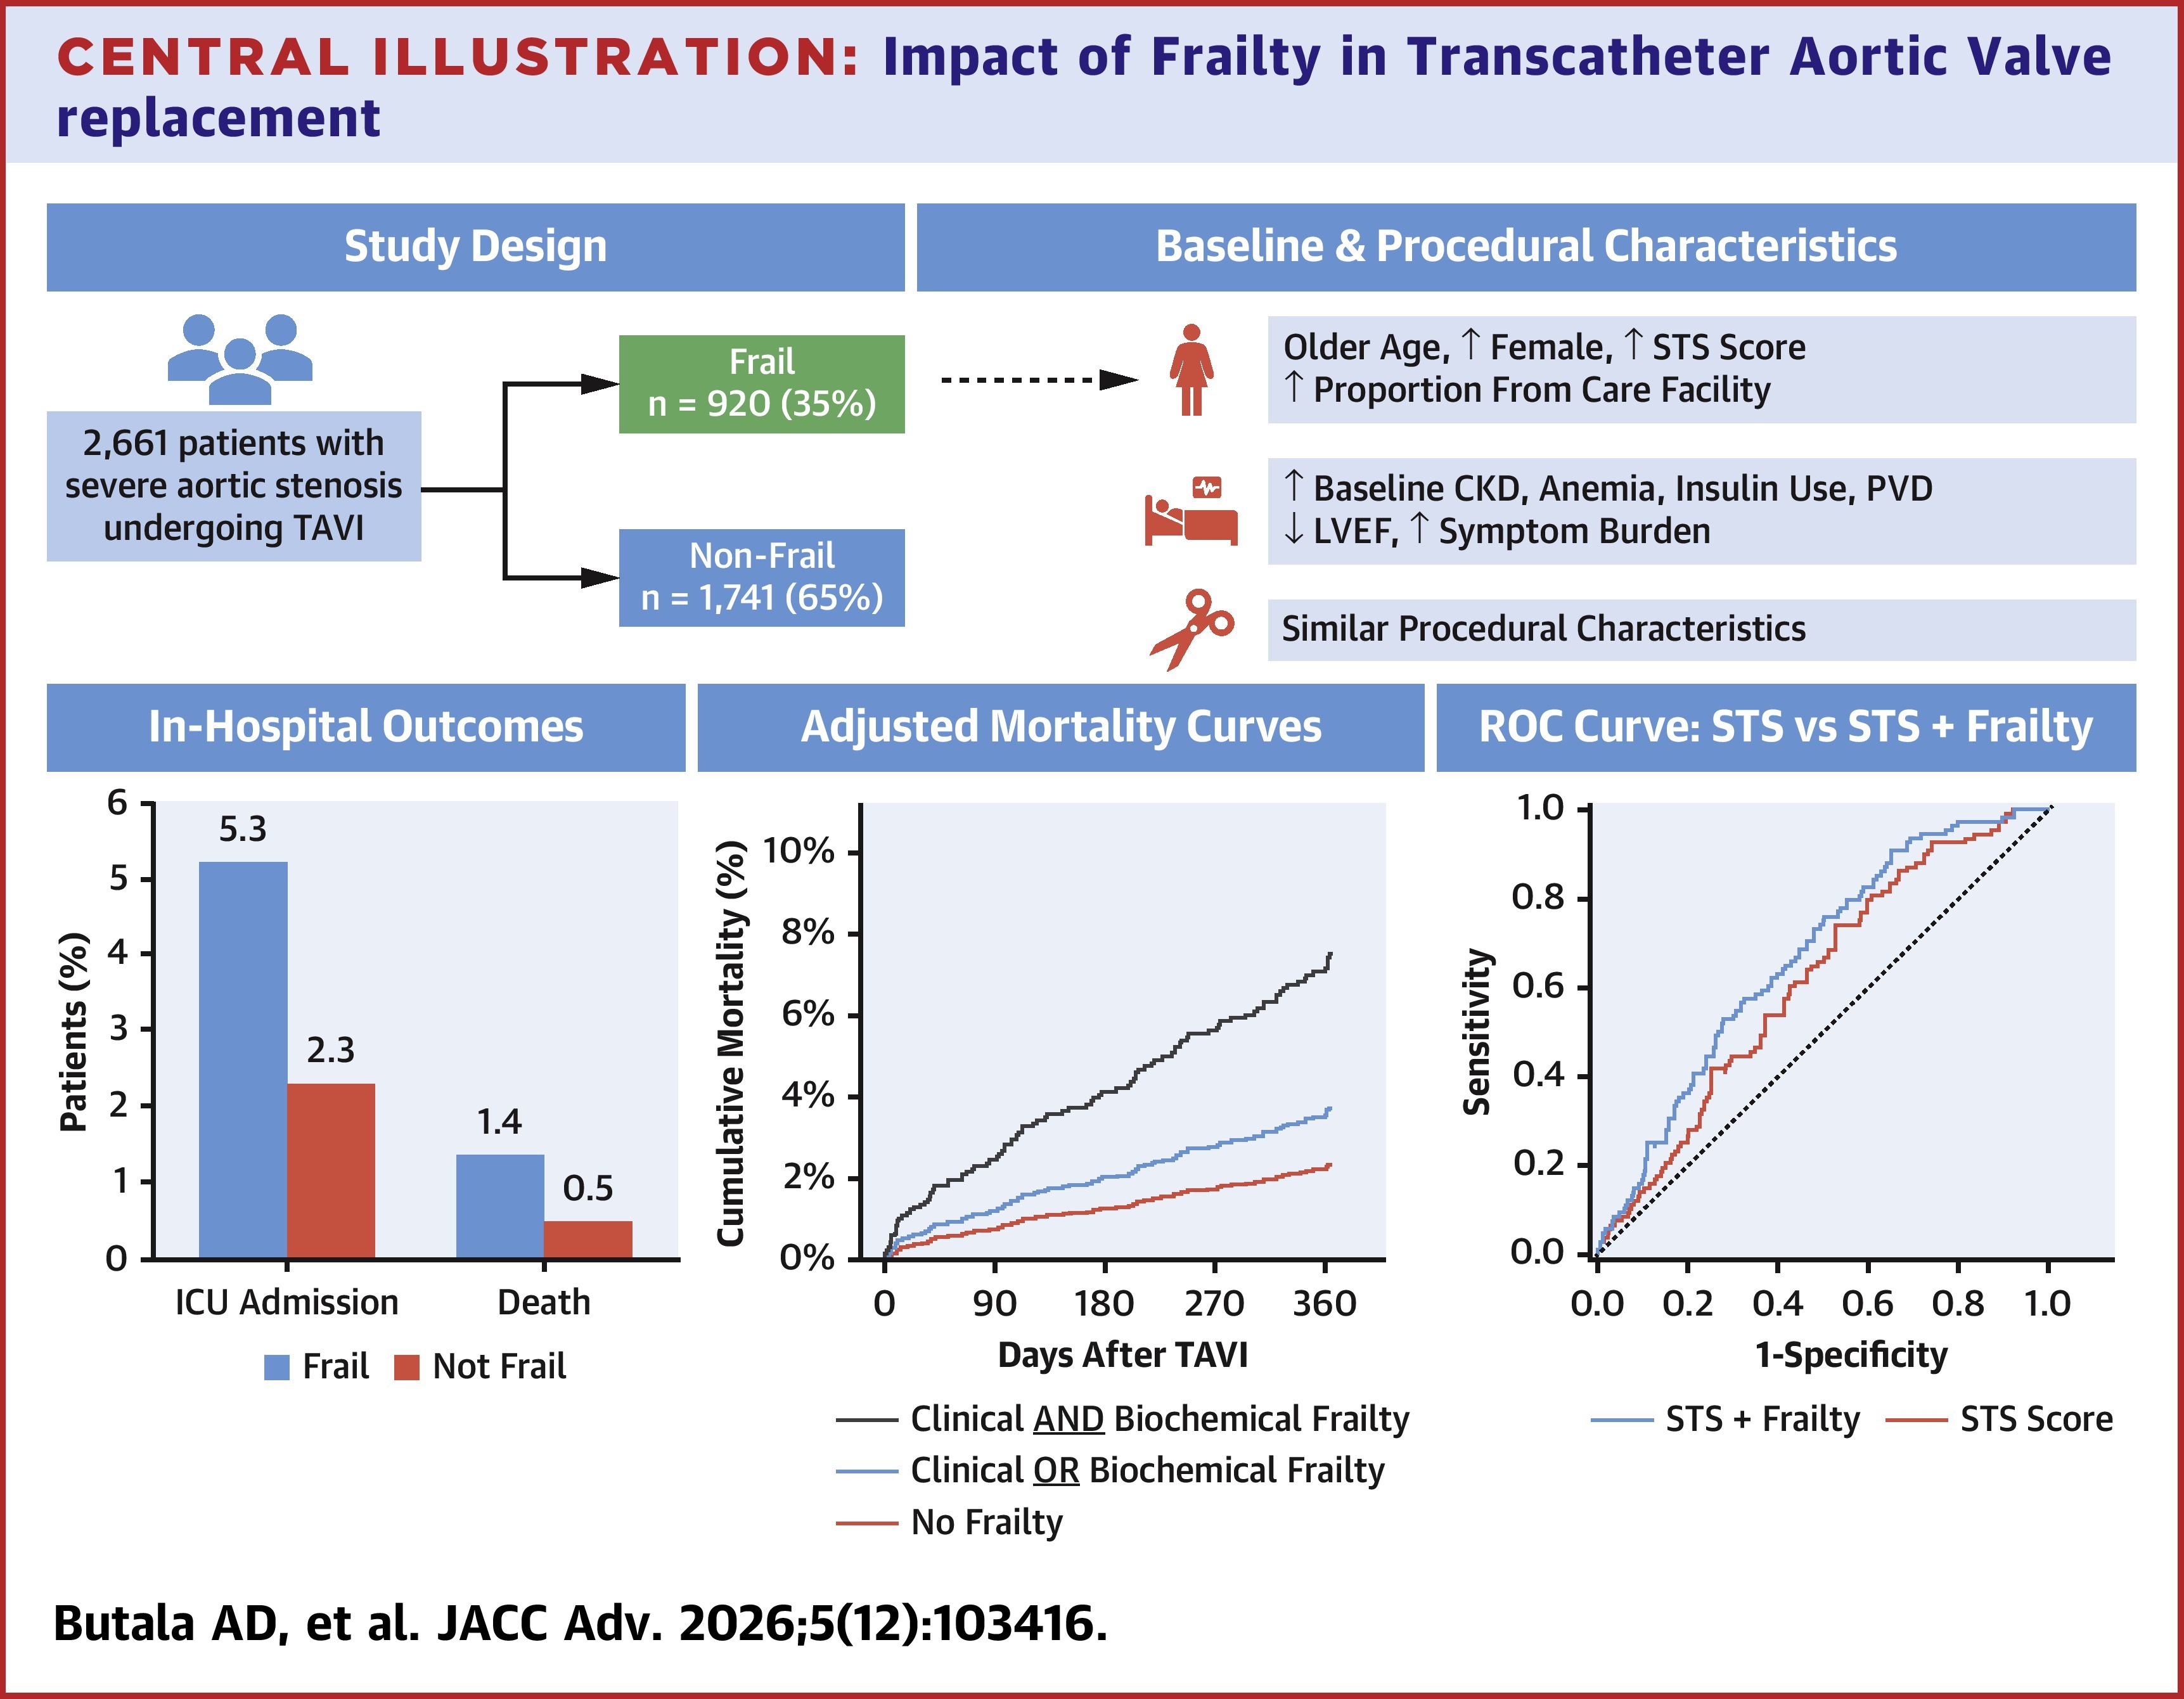 CENTRAL ILLUSTRATION: Impact of Frailty in Transcatheter Aortic Valve
replacement
Study Design
2,661 patients with
severe aortic stenosis
undergoing TAVI
Frail
n = 920 (35%)
Non-Frail
n = 1,741 (65%)
Baseline & Procedural Characteristics
Older Age, ↑ Female, ↑ STS Score
↑ Proportion From Care Facility
↑ Baseline CKD, Anemia, Insulin Use, PVD
↓ LVEF, ↑ Symptom Burden
Similar Procedural Characteristics
In-Hospital Outcomes
Patients (%)
6
5
4
3
2
1
0
5.3
2.3
1.4
0.5
ICU Admission
Death
Frail
Not Frail
Adjusted Mortality Curves
Cumulative Mortality (%)
10%
8%
6%
4%
2%
0%
0 90 180 270 360
Days After TAVI
Clinical AND Biochemical Frailty
Clinical OR Biochemical Frailty
No Frailty
ROC Curve: STS vs STS + Frailty
Sensitivity
1.0
0.8
0.6
0.4
0.2
0.0
0.0 0.2 0.4 0.6 0.8 1.0
1-Specificity
STS + Frailty
STS Score
Butala AD, et al. JACC Adv. 2026;5(12):103416.